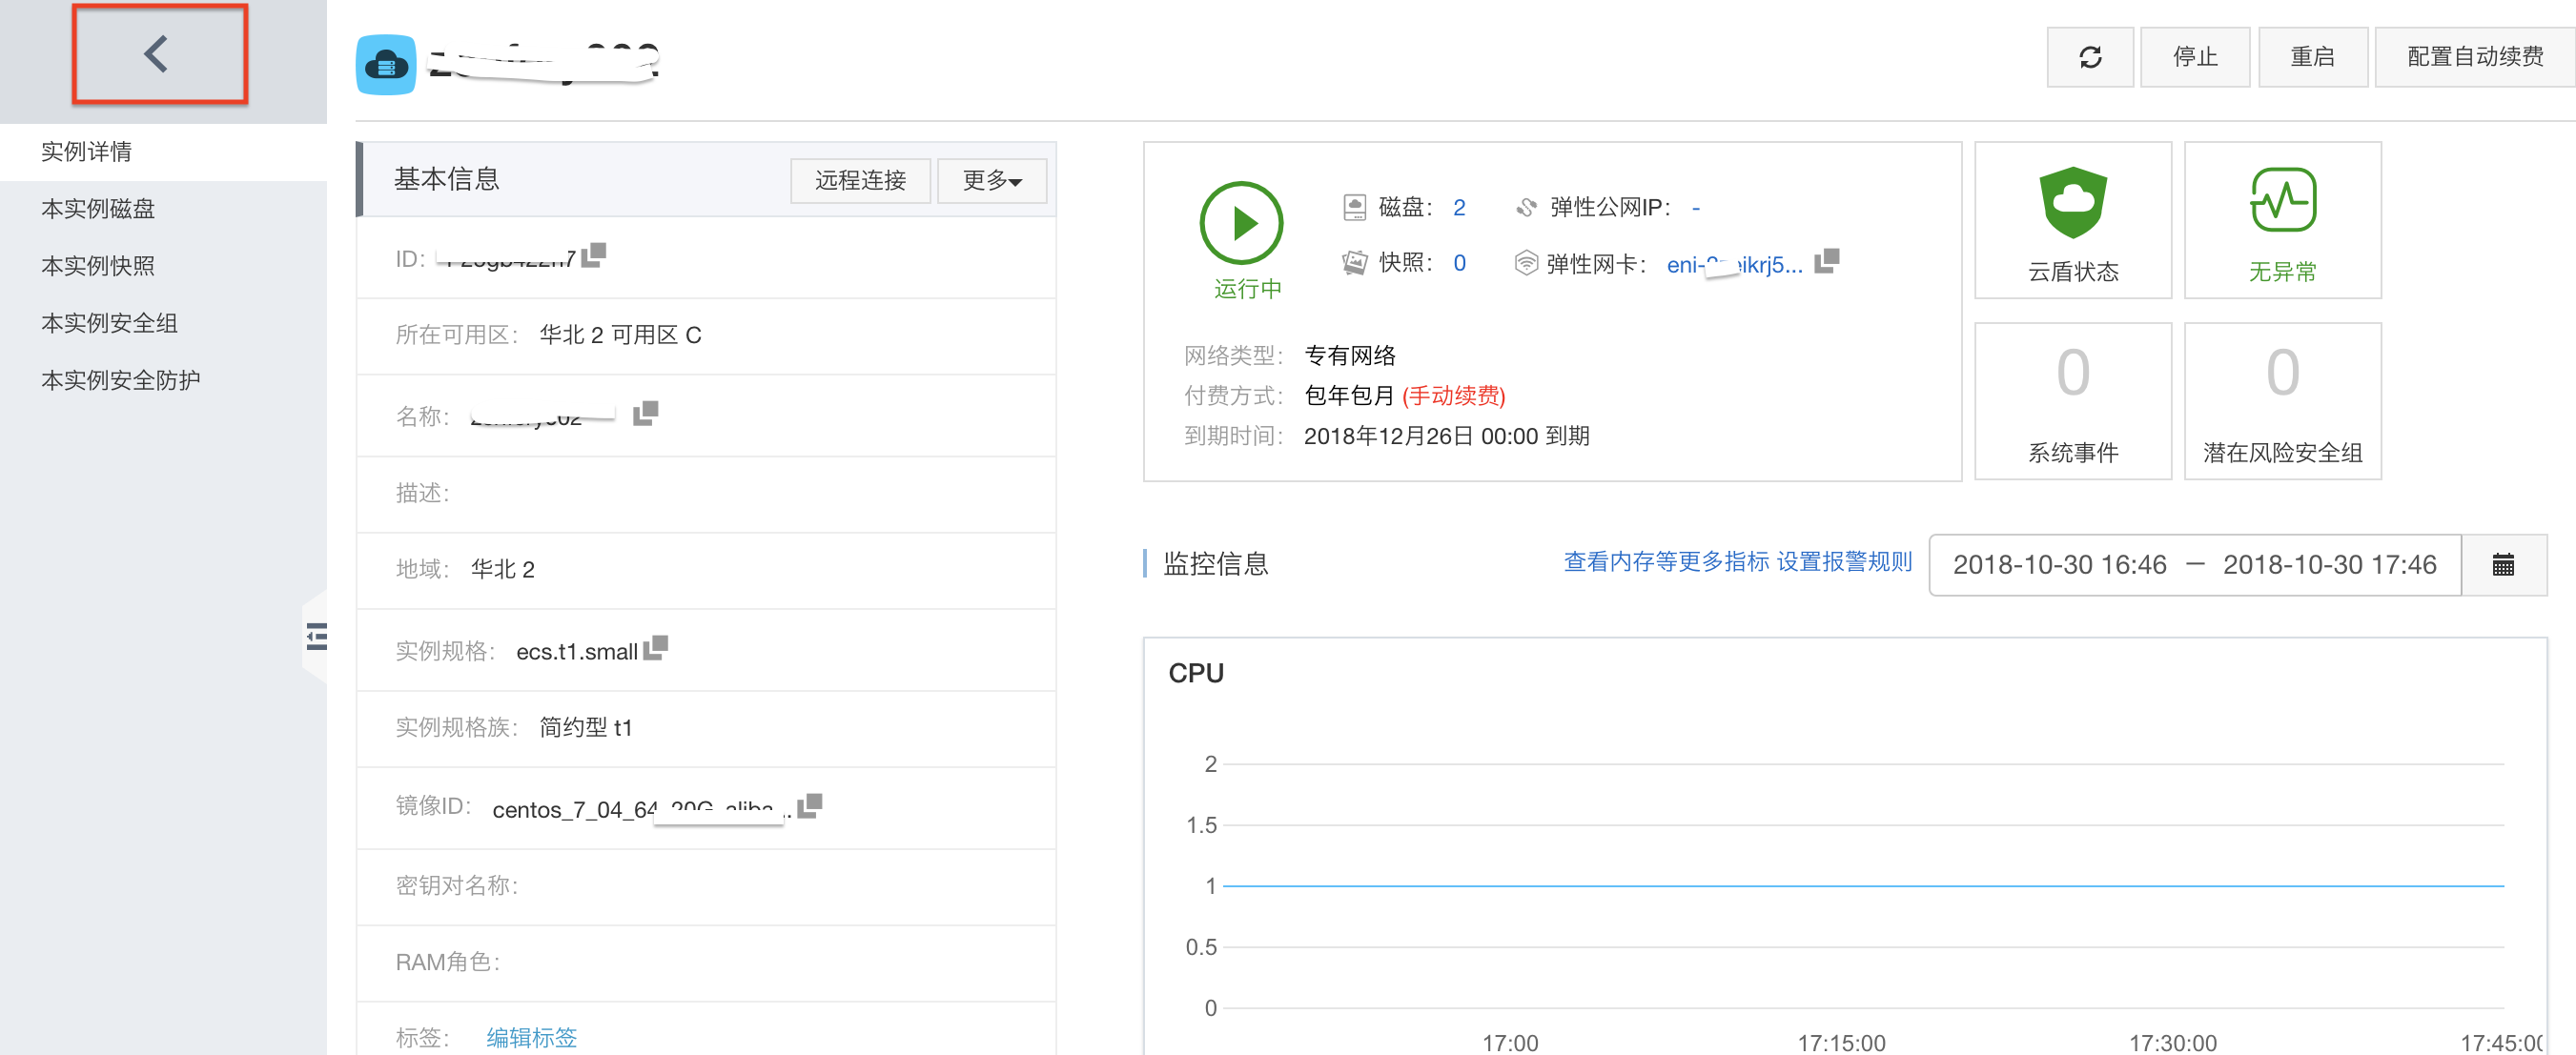 停止
重启
配置自动续费
实例详情
本实例磁盘
本实例快照
本实例安全组
本实例安全防护
基本信息
远程连接
更多
ID:
所在可用区： 华北 2 可用区 C
名称：
描述：
地域： 华北 2
实例规格： ecs.t1.small
实例规格族： 简约型 t1
镜像ID： centos_7_04_64
密钥对名称：
RAM角色：
标签： 编辑标签
运行中
磁盘： 2
弹性公网IP： -
快照： 0
弹性网卡： eni- ikrj5...
网络类型： 专有网络
付费方式： 包年包月 (手动续费)
到期时间： 2018年12月26日 00:00 到期
云盾状态
无异常
0
系统事件
0
潜在风险安全组
监控信息
查看内存等更多指标 设置报警规则
2018-10-30 16:46 – 2018-10-30 17:46
CPU
2
1.5
1
0.5
0
17:00
17:15:00
17:30:00
17:45:0